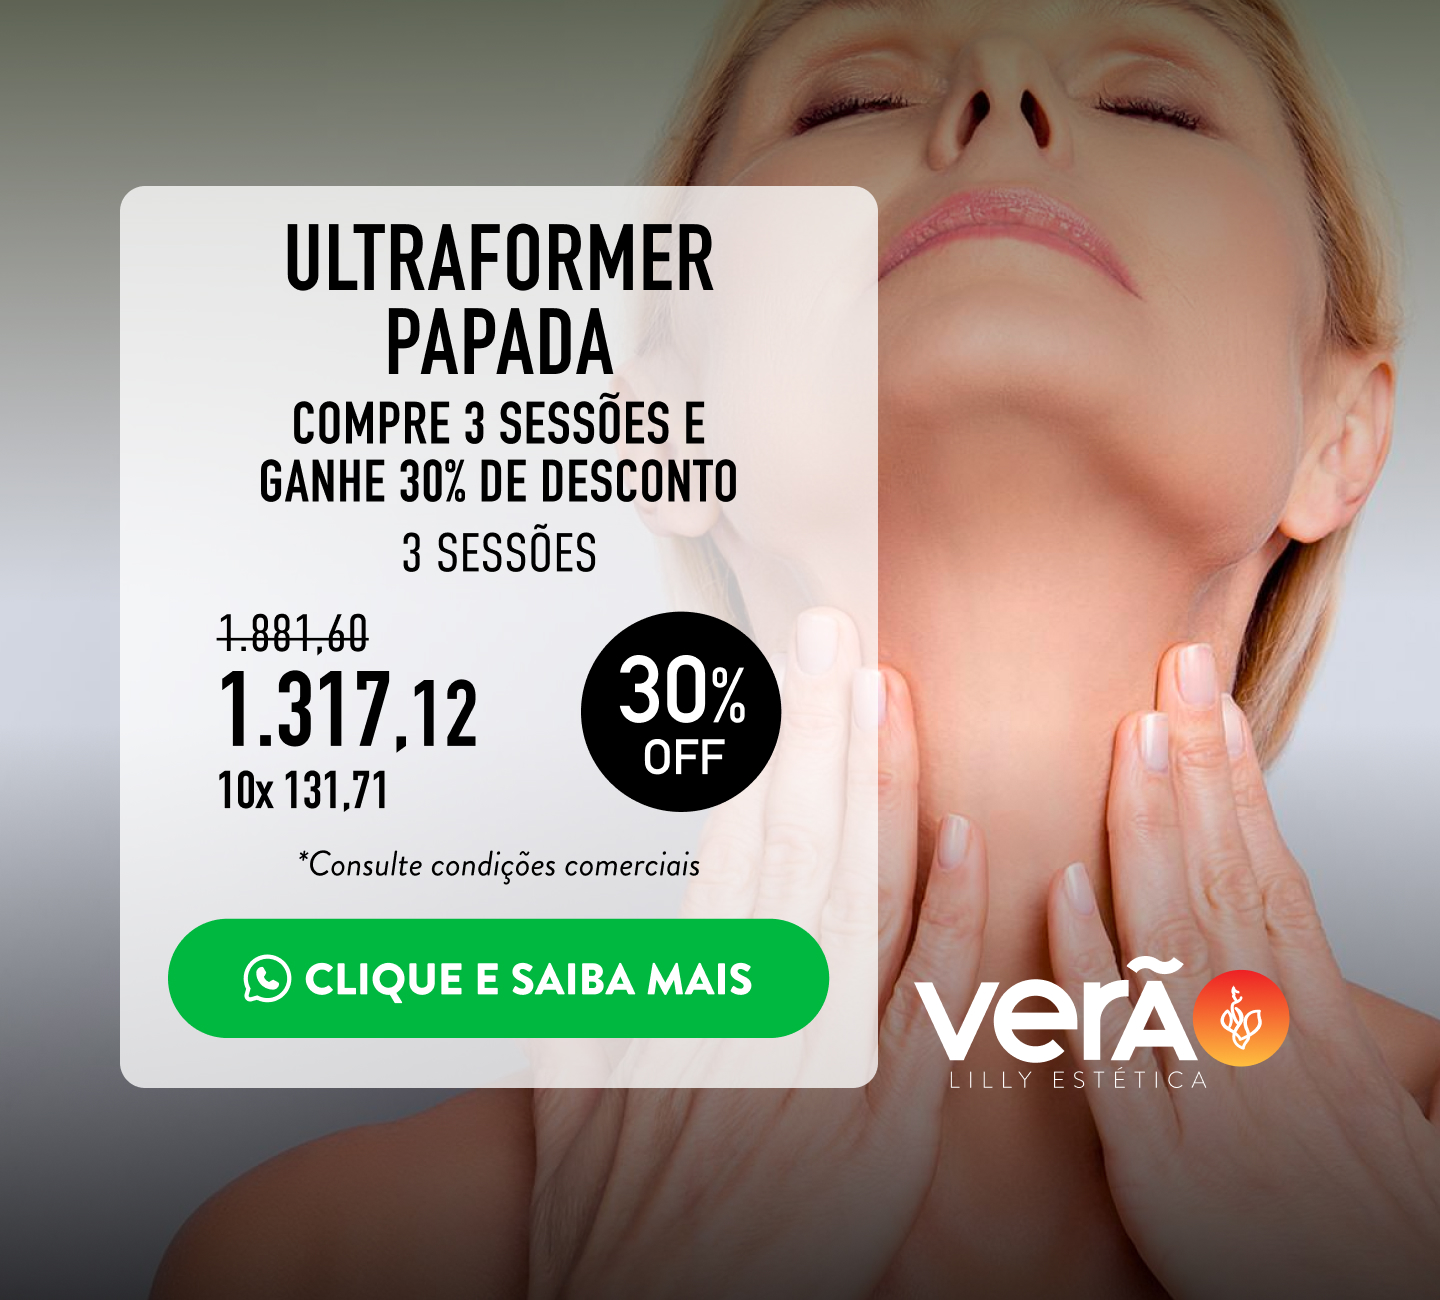 ULTRAFORMER
PAPADA
COMPRE 3 SESSÕES E
GANHE 30% DE DESCONTO
3 SESSÕES
1.881,60
1.317,12
10x 131,71
30%
OFF
*Consulte condições comerciais
CLIQUE E SAIBA MAIS
verÃ
LILLY ESTÉTICA